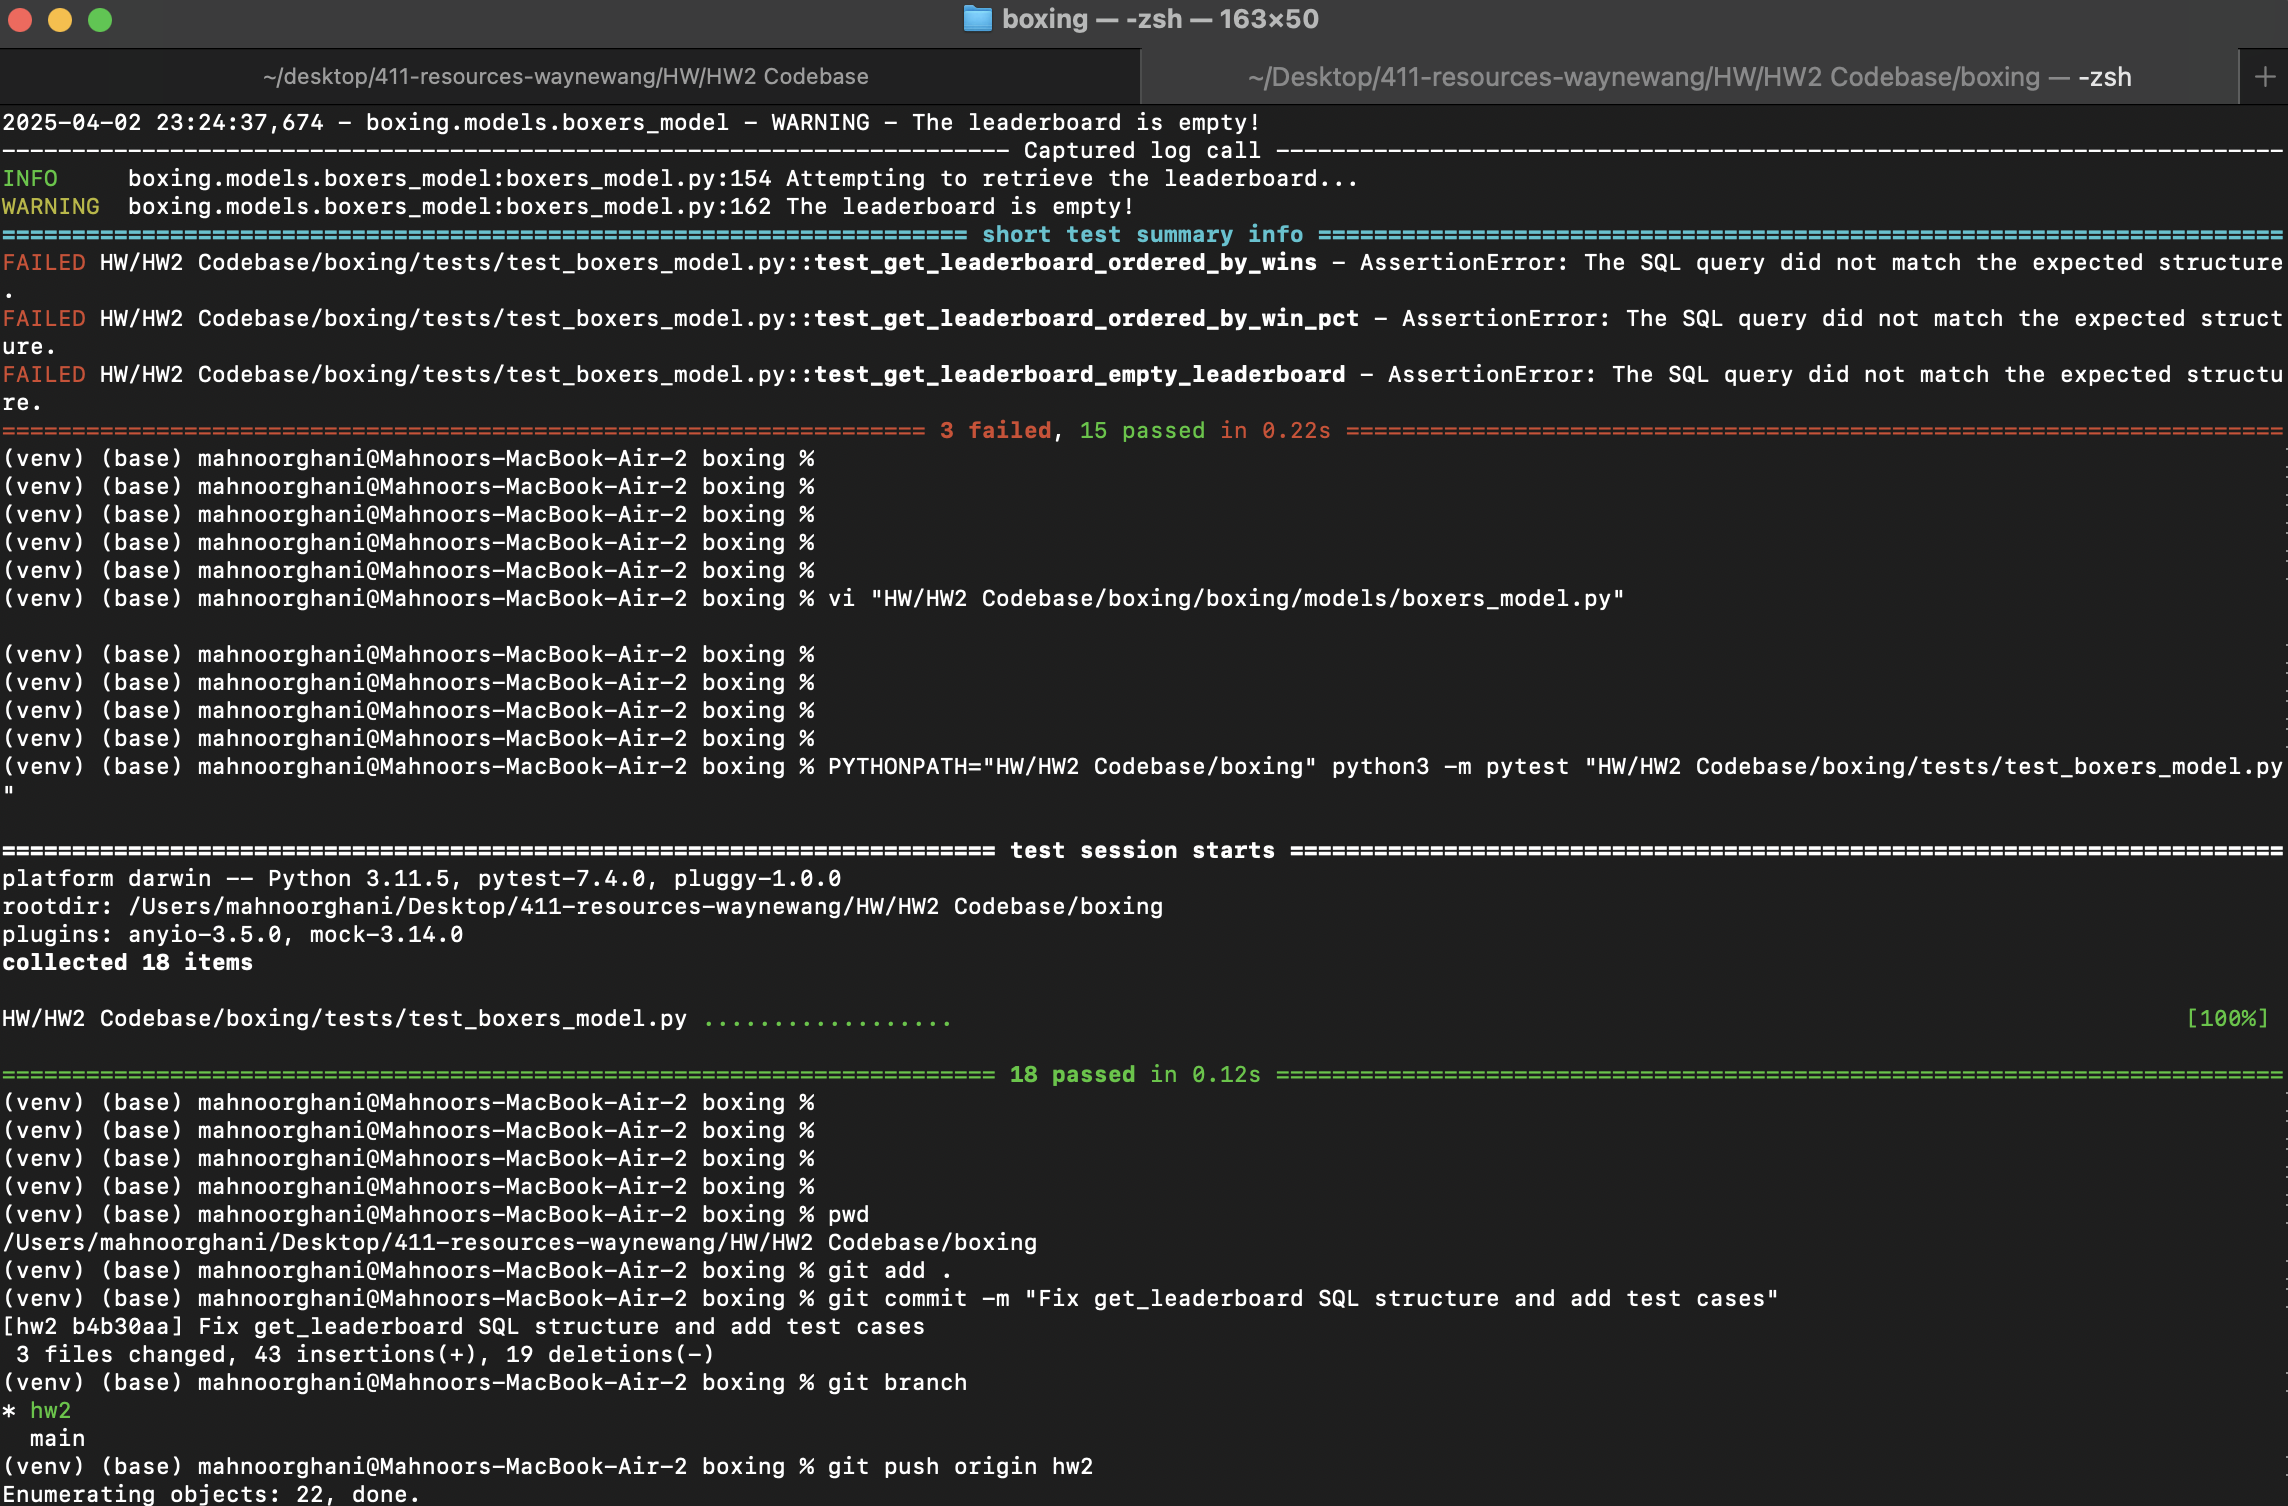 boxing — -zsh — 163×50
~/desktop/411-resources-waynewang/HW/HW2 Codebase
~/Desktop/411-resources-waynewang/HW/HW2 Codebase/boxing — -zsh
+
2025-04-02 23:24:37,674 - boxing.models.boxers_model - WARNING - The leaderboard is empty!
------------------------------------------------------------------------ Captured log call ------------------------------------------------------------------------
INFO     boxing.models.boxers_model:boxers_model.py:154 Attempting to retrieve the leaderboard...
WARNING  boxing.models.boxers_model:boxers_model.py:162 The leaderboard is empty!
===================================================================== short test summary info =====================================================================
FAILED HW/HW2 Codebase/boxing/tests/test_boxers_model.py::test_get_leaderboard_ordered_by_wins - AssertionError: The SQL query did not match the expected structure
.
FAILED HW/HW2 Codebase/boxing/tests/test_boxers_model.py::test_get_leaderboard_ordered_by_win_pct - AssertionError: The SQL query did not match the expected struct
ure.
FAILED HW/HW2 Codebase/boxing/tests/test_boxers_model.py::test_get_leaderboard_empty_leaderboard - AssertionError: The SQL query did not match the expected structu
re.
================================================================== 3 failed, 15 passed in 0.22s ===================================================================
(venv) (base) mahnoorghani@Mahnoors-MacBook-Air-2 boxing %
(venv) (base) mahnoorghani@Mahnoors-MacBook-Air-2 boxing %
(venv) (base) mahnoorghani@Mahnoors-MacBook-Air-2 boxing %
(venv) (base) mahnoorghani@Mahnoors-MacBook-Air-2 boxing %
(venv) (base) mahnoorghani@Mahnoors-MacBook-Air-2 boxing %
(venv) (base) mahnoorghani@Mahnoors-MacBook-Air-2 boxing % vi "HW/HW2 Codebase/boxing/boxing/models/boxers_model.py"
(venv) (base) mahnoorghani@Mahnoors-MacBook-Air-2 boxing %
(venv) (base) mahnoorghani@Mahnoors-MacBook-Air-2 boxing %
(venv) (base) mahnoorghani@Mahnoors-MacBook-Air-2 boxing %
(venv) (base) mahnoorghani@Mahnoors-MacBook-Air-2 boxing %
(venv) (base) mahnoorghani@Mahnoors-MacBook-Air-2 boxing % PYTHONPATH="HW/HW2 Codebase/boxing" python3 -m pytest "HW/HW2 Codebase/boxing/tests/test_boxers_model.py
"
======================================================================= test session starts =======================================================================
platform darwin -- Python 3.11.5, pytest-7.4.0, pluggy-1.0.0
rootdir: /Users/mahnoorghani/Desktop/411-resources-waynewang/HW/HW2 Codebase/boxing
plugins: anyio-3.5.0, mock-3.14.0
collected 18 items
HW/HW2 Codebase/boxing/tests/test_boxers_model.py .................. [100%]
======================================================================= 18 passed in 0.12s ========================================================================
(venv) (base) mahnoorghani@Mahnoors-MacBook-Air-2 boxing %
(venv) (base) mahnoorghani@Mahnoors-MacBook-Air-2 boxing %
(venv) (base) mahnoorghani@Mahnoors-MacBook-Air-2 boxing %
(venv) (base) mahnoorghani@Mahnoors-MacBook-Air-2 boxing %
(venv) (base) mahnoorghani@Mahnoors-MacBook-Air-2 boxing % pwd
/Users/mahnoorghani/Desktop/411-resources-waynewang/HW/HW2 Codebase/boxing
(venv) (base) mahnoorghani@Mahnoors-MacBook-Air-2 boxing % git add .
(venv) (base) mahnoorghani@Mahnoors-MacBook-Air-2 boxing % git commit -m "Fix get_leaderboard SQL structure and add test cases"
[hw2 b4b30aa] Fix get_leaderboard SQL structure and add test cases
 3 files changed, 43 insertions(+), 19 deletions(-)
(venv) (base) mahnoorghani@Mahnoors-MacBook-Air-2 boxing % git branch
* hw2
  main
(venv) (base) mahnoorghani@Mahnoors-MacBook-Air-2 boxing % git push origin hw2
Enumerating objects: 22, done.